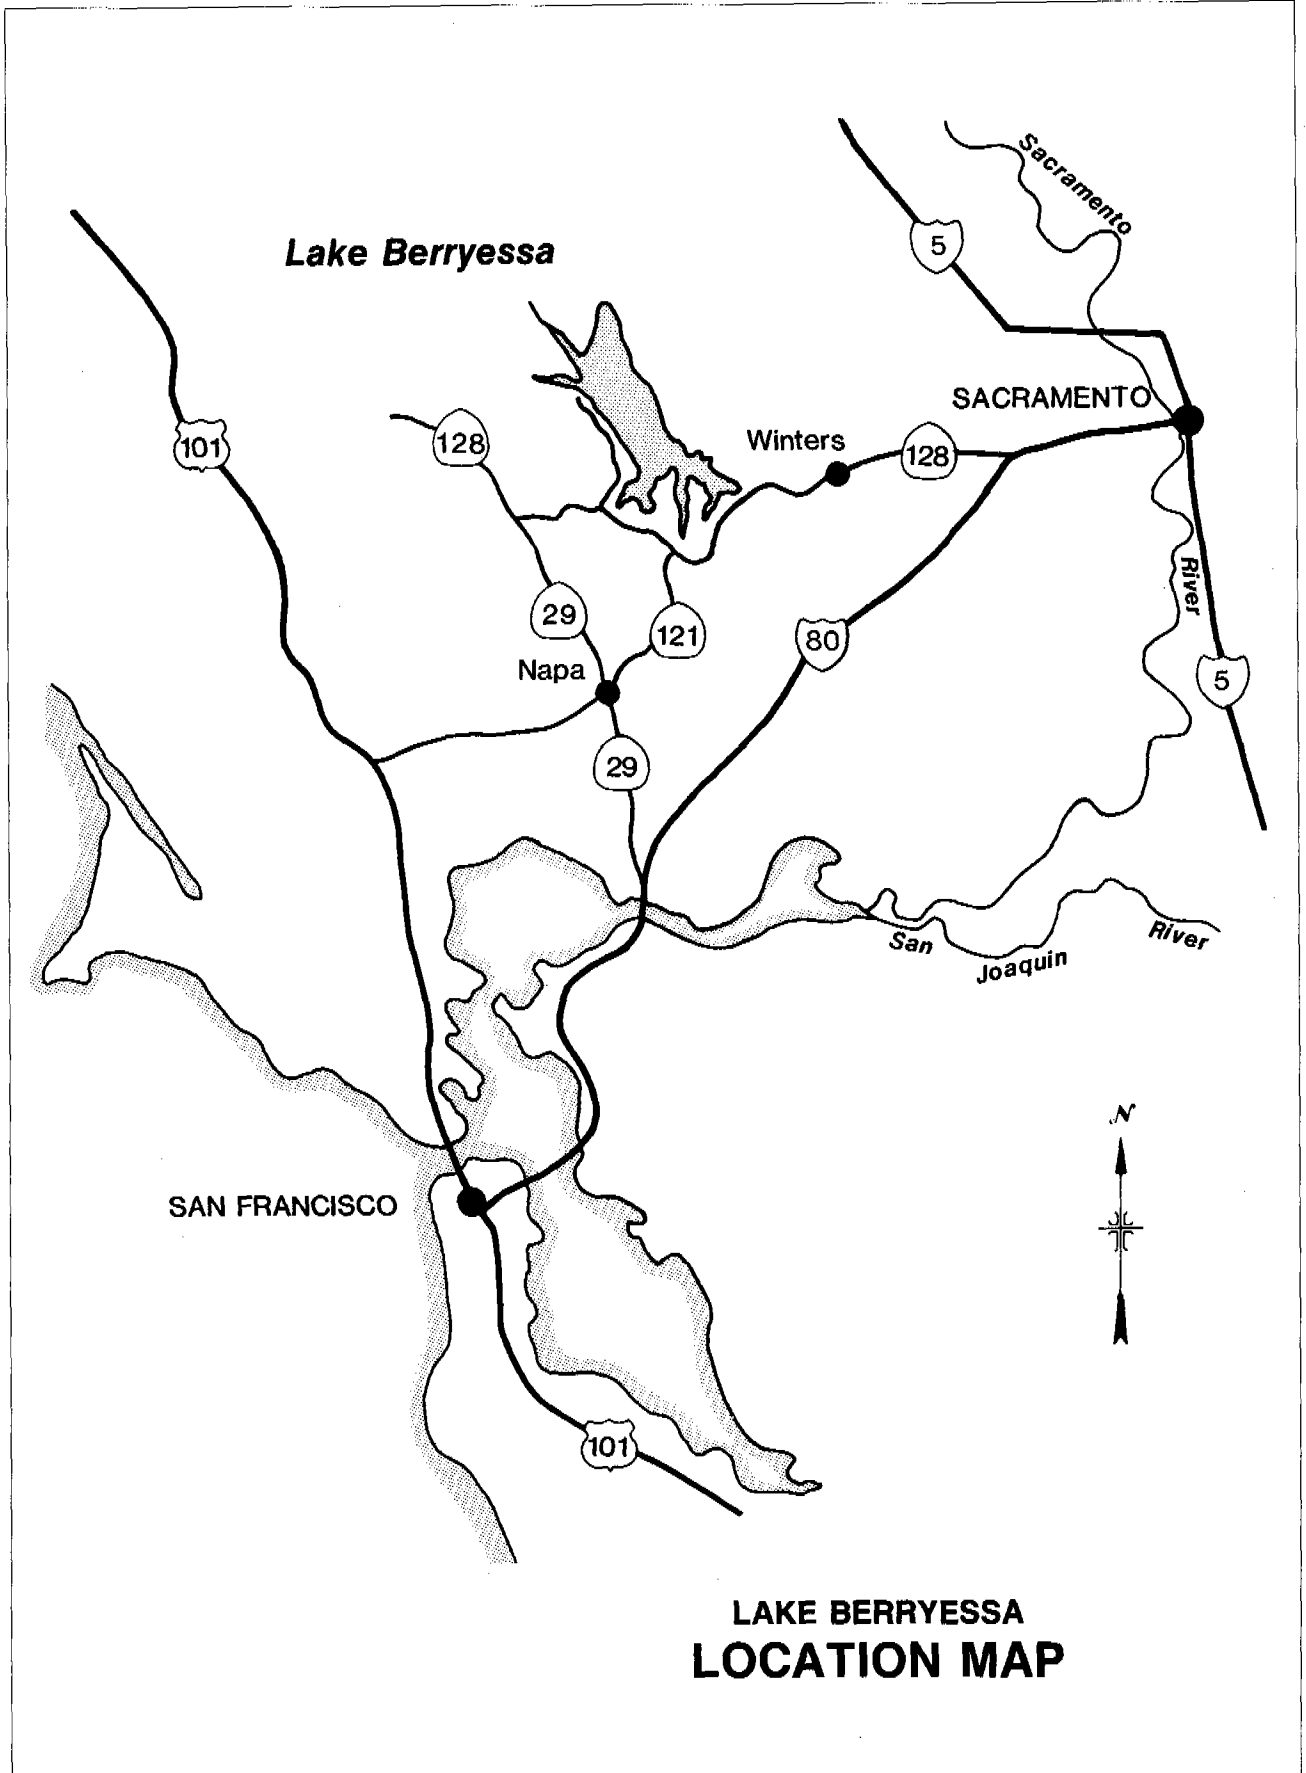 Sacramento
5
Lake Berryessa
SACRAMENTO
101
128
Winters
128
River
29
121
80
Napa
5
29
San
Joaquin
River
N
SAN FRANCISCO
101
LAKE BERRYESSA
LOCATION MAP